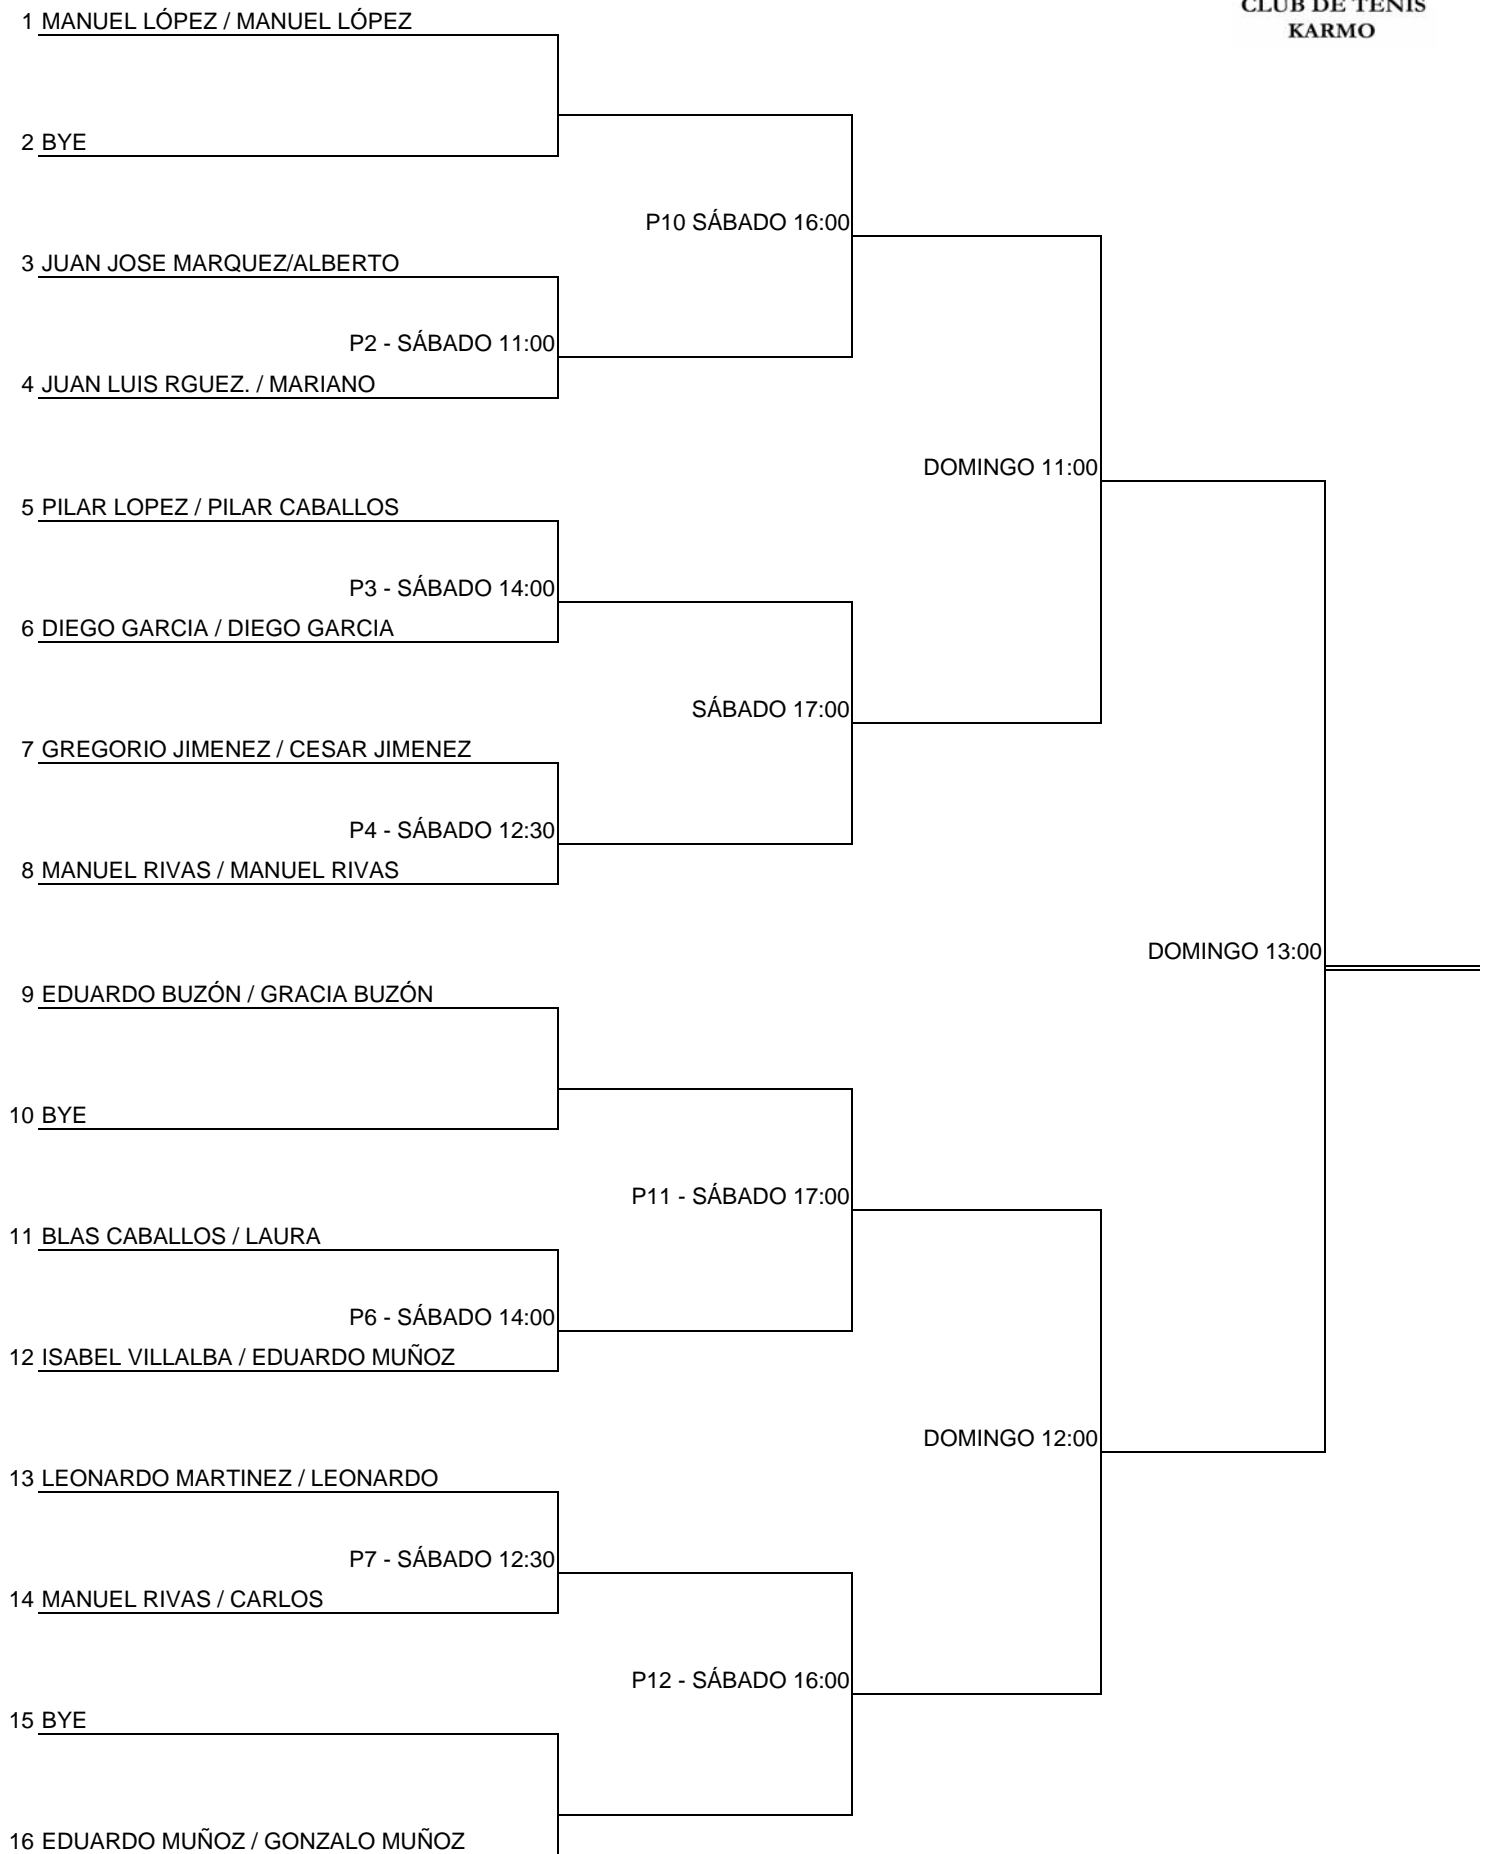 CLUB DE TENIS
KARMO
1 MANUEL LÓPEZ / MANUEL LÓPEZ
2 BYE
P10 SÁBADO 16:00
3 JUAN JOSE MARQUEZ/ALBERTO
P2 - SÁBADO 11:00
4 JUAN LUIS RGUEZ. / MARIANO
DOMINGO 11:00
5 PILAR LOPEZ / PILAR CABALLOS
P3 - SÁBADO 14:00
6 DIEGO GARCIA / DIEGO GARCIA
SÁBADO 17:00
7 GREGORIO JIMENEZ / CESAR JIMENEZ
P4 - SÁBADO 12:30
8 MANUEL RIVAS / MANUEL RIVAS
DOMINGO 13:00
9 EDUARDO BUZÓN / GRACIA BUZÓN
10 BYE
P11 - SÁBADO 17:00
11 BLAS CABALLOS / LAURA
P6 - SÁBADO 14:00
12 ISABEL VILLALBA / EDUARDO MUÑOZ
DOMINGO 12:00
13 LEONARDO MARTINEZ / LEONARDO
P7 - SÁBADO 12:30
14 MANUEL RIVAS / CARLOS
P12 - SÁBADO 16:00
15 BYE
16 EDUARDO MUÑOZ / GONZALO MUÑOZ